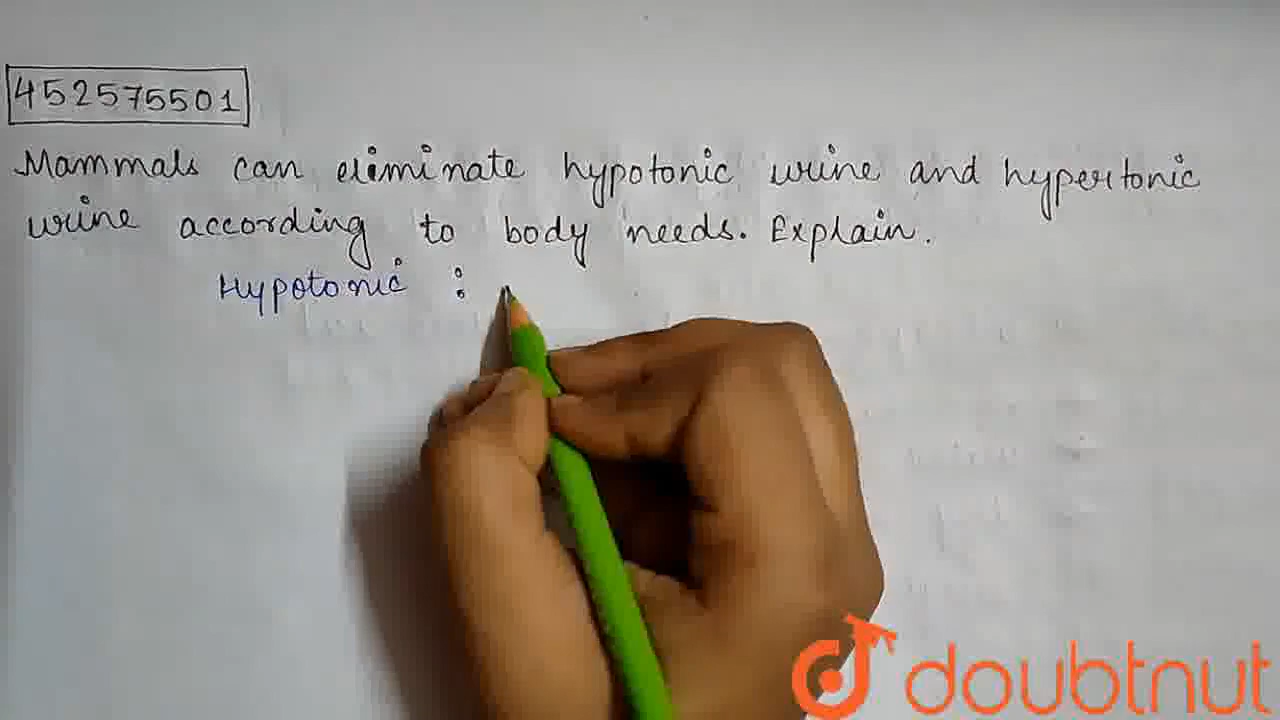 452575501
Mammals can eliminate hypotonic urine and hypertonic
urine according to body needs. Explain.
Hypotonic :
doubtnut